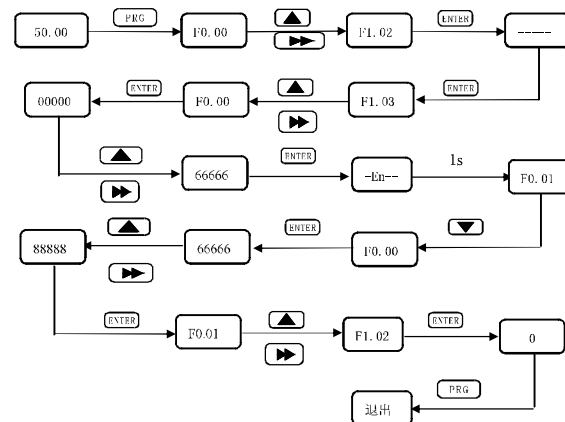 50.00 PRG F0.00 F1.02 ENTER -----
00000 ENTER F0.00 F1.03 ENTER
66666 ENTER -En-- 1s F0.01
88888 66666 ENTER F0.00
ENTER F0.01 F1.02 ENTER 0
PRG
退出